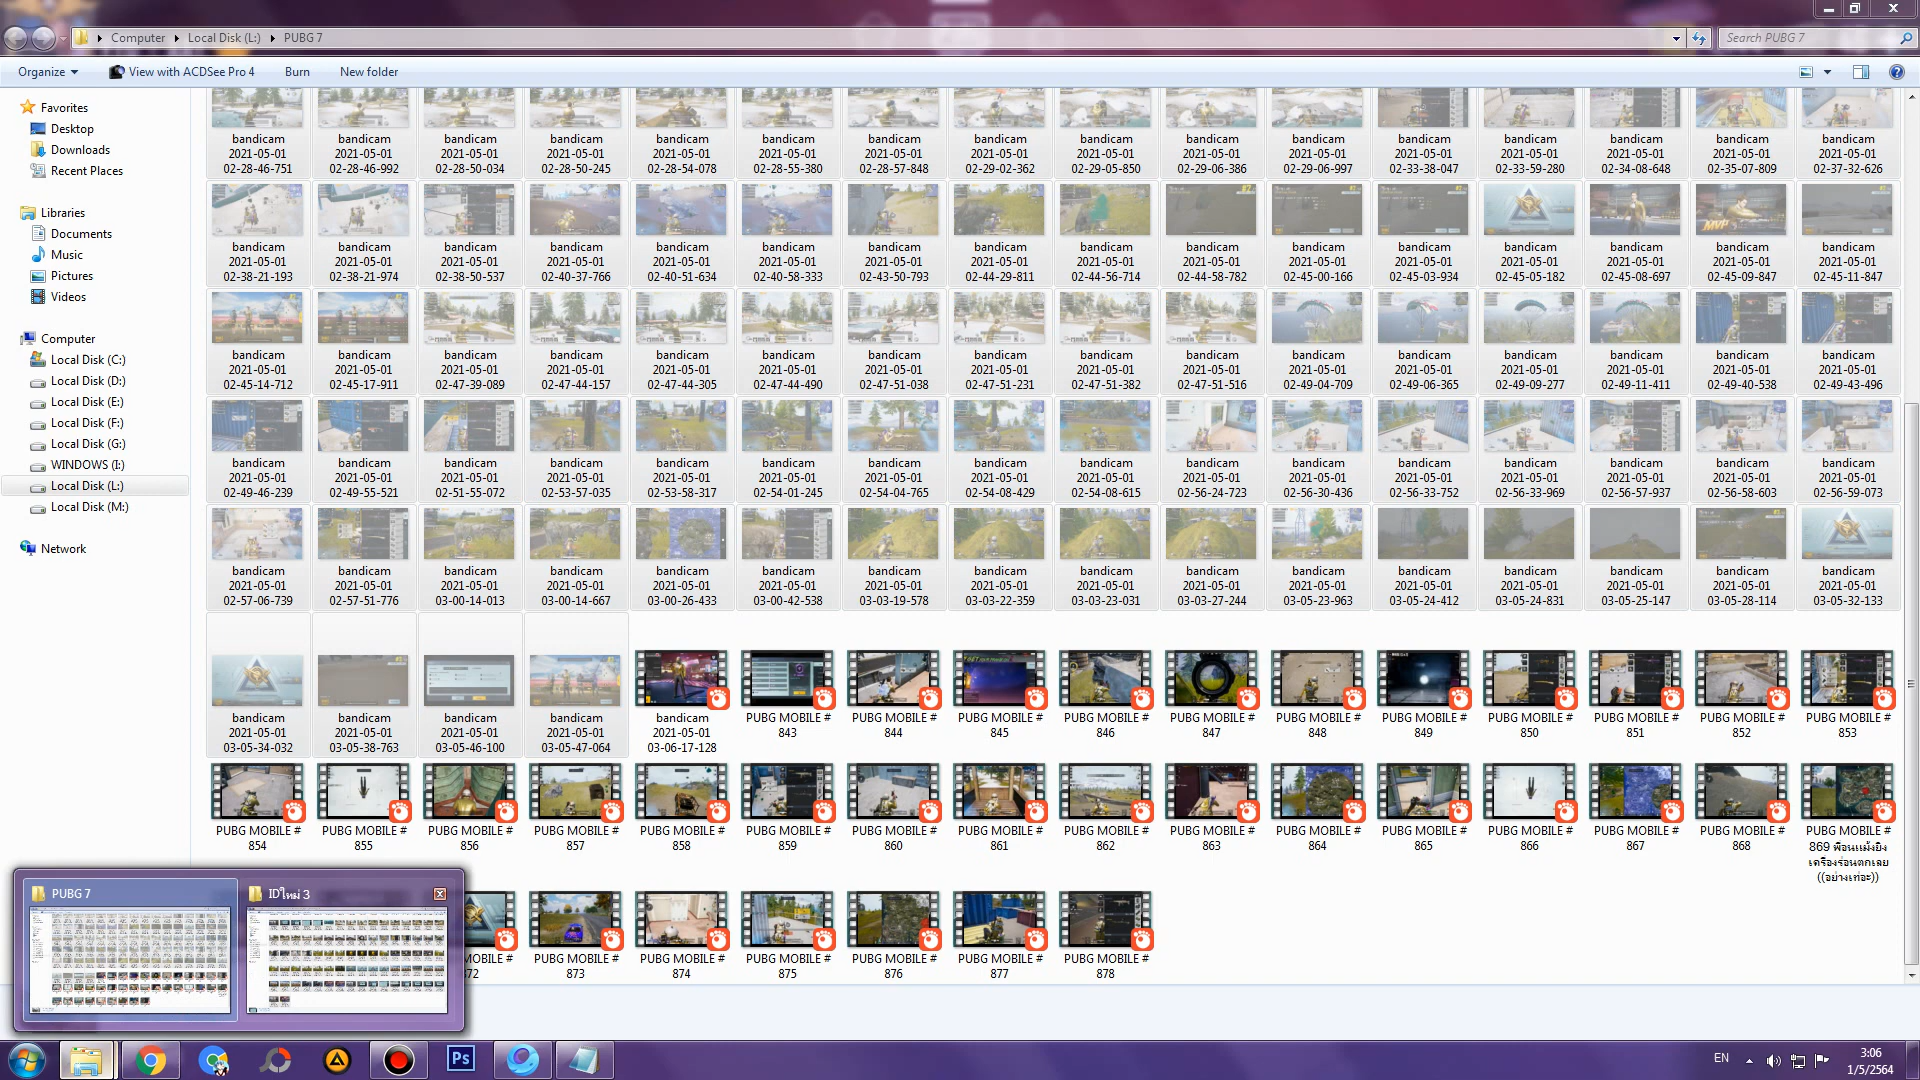 Computer ▸ Local Disk (L:) ▸ PUBG 7
Search PUBG 7
Organize
View with ACDSee Pro 4
Burn
New folder
Favorites
Desktop
Downloads
Recent Places
Libraries
Documents
Music
Pictures
Videos
Computer
Local Disk (C:)
Local Disk (D:)
Local Disk (E:)
Local Disk (F:)
Local Disk (G:)
WINDOWS (I:)
Local Disk (L:)
Local Disk (M:)
Network
bandicam bandicam bandicam bandicam bandicam bandicam bandicam bandicam bandicam bandicam bandicam bandicam bandicam bandicam bandicam bandicam
2021-05-01 2021-05-01 2021-05-01 2021-05-01 2021-05-01 2021-05-01 2021-05-01 2021-05-01 2021-05-01 2021-05-01 2021-05-01 2021-05-01 2021-05-01 2021-05-01 2021-05-01 2021-05-01
02-28-46-751 02-28-46-992 02-28-50-034 02-28-50-245 02-28-54-078 02-28-55-380 02-28-57-848 02-29-02-362 02-29-05-850 02-29-06-386 02-29-06-997 02-33-38-047 02-33-59-280 02-34-08-648 02-35-07-809 02-37-32-626
bandicam bandicam bandicam bandicam bandicam bandicam bandicam bandicam bandicam bandicam bandicam bandicam bandicam bandicam bandicam bandicam
2021-05-01 2021-05-01 2021-05-01 2021-05-01 2021-05-01 2021-05-01 2021-05-01 2021-05-01 2021-05-01 2021-05-01 2021-05-01 2021-05-01 2021-05-01 2021-05-01 2021-05-01 2021-05-01
02-38-21-193 02-38-21-974 02-38-50-537 02-40-37-766 02-40-51-634 02-40-58-333 02-43-50-793 02-44-29-811 02-44-56-714 02-44-58-782 02-45-00-166 02-45-03-934 02-45-05-182 02-45-08-697 02-45-09-847 02-45-11-847
bandicam bandicam bandicam bandicam bandicam bandicam bandicam bandicam bandicam bandicam bandicam bandicam bandicam bandicam bandicam bandicam
2021-05-01 2021-05-01 2021-05-01 2021-05-01 2021-05-01 2021-05-01 2021-05-01 2021-05-01 2021-05-01 2021-05-01 2021-05-01 2021-05-01 2021-05-01 2021-05-01 2021-05-01 2021-05-01
02-45-14-712 02-45-17-911 02-47-39-089 02-47-44-157 02-47-44-305 02-47-44-490 02-47-51-038 02-47-51-231 02-47-51-382 02-47-51-516 02-49-04-709 02-49-06-365 02-49-09-277 02-49-11-411 02-49-40-538 02-49-43-496
bandicam bandicam bandicam bandicam bandicam bandicam bandicam bandicam bandicam bandicam bandicam bandicam bandicam bandicam bandicam bandicam
2021-05-01 2021-05-01 2021-05-01 2021-05-01 2021-05-01 2021-05-01 2021-05-01 2021-05-01 2021-05-01 2021-05-01 2021-05-01 2021-05-01 2021-05-01 2021-05-01 2021-05-01 2021-05-01
02-49-46-239 02-49-55-521 02-51-55-072 02-53-57-035 02-53-58-317 02-54-01-245 02-54-04-765 02-54-08-429 02-54-08-615 02-56-24-723 02-56-30-436 02-56-33-752 02-56-33-969 02-56-57-937 02-56-58-603 02-56-59-073
bandicam bandicam bandicam bandicam bandicam bandicam bandicam bandicam bandicam bandicam bandicam bandicam bandicam bandicam bandicam bandicam
2021-05-01 2021-05-01 2021-05-01 2021-05-01 2021-05-01 2021-05-01 2021-05-01 2021-05-01 2021-05-01 2021-05-01 2021-05-01 2021-05-01 2021-05-01 2021-05-01 2021-05-01 2021-05-01
02-57-06-739 02-57-51-776 03-00-14-013 03-00-14-667 03-00-26-433 03-00-42-538 03-03-19-578 03-03-22-359 03-03-23-031 03-03-27-244 03-05-23-963 03-05-24-412 03-05-24-831 03-05-25-147 03-05-28-114 03-05-32-133
bandicam bandicam bandicam bandicam bandicam PUBG MOBILE # PUBG MOBILE # PUBG MOBILE # PUBG MOBILE # PUBG MOBILE # PUBG MOBILE # PUBG MOBILE # PUBG MOBILE # PUBG MOBILE # PUBG MOBILE # PUBG MOBILE #
2021-05-01 2021-05-01 2021-05-01 2021-05-01 2021-05-01 843 844 845 846 847 848 849 850 851 852 853
03-05-34-032 03-05-38-763 03-05-46-100 03-05-47-064 03-06-17-128
PUBG MOBILE # PUBG MOBILE # PUBG MOBILE # PUBG MOBILE # PUBG MOBILE # PUBG MOBILE # PUBG MOBILE # PUBG MOBILE # PUBG MOBILE # PUBG MOBILE # PUBG MOBILE # PUBG MOBILE # PUBG MOBILE # PUBG MOBILE # PUBG MOBILE # PUBG MOBILE #
854 855 856 857 858 859 860 861 862 863 864 865 866 867 868 869 พื่อนแม้งยิง
เครื่องร่อนตกเลย
((อย่างเท่อะ))
MOBILE # PUBG MOBILE # PUBG MOBILE # PUBG MOBILE # PUBG MOBILE # PUBG MOBILE # PUBG MOBILE #
72 873 874 875 876 877 878
PUBG 7
IDใหม่ 3
Ps
EN
3:06
1/5/2564